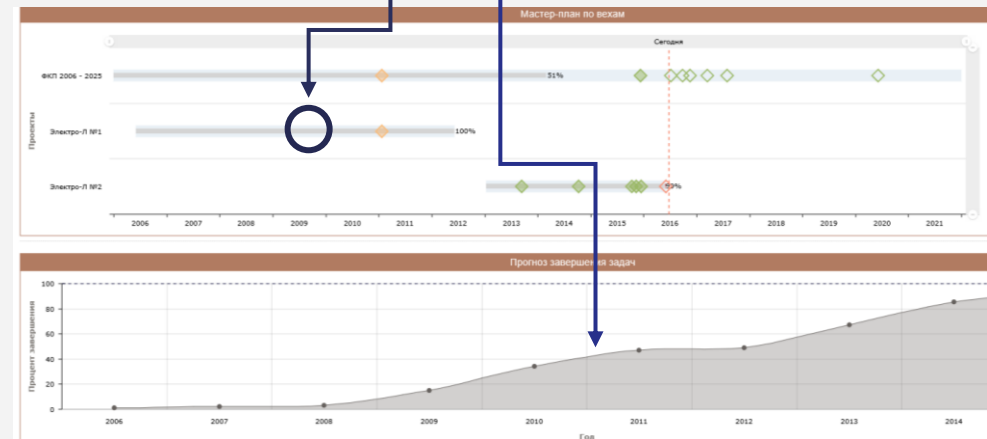 Мастер-план по вехам
Сегодня
ФКП 2006 - 2025
51%
Проекты
Электро-Л №1
100%
Электро-Л №2
2006 2007 2008 2009 2010 2011 2012 2013 2014 2015 2016 2017 2018 2019 2020 2021
Прогноз завершения задач
Процент завершения
100
80
60
40
20
0
2006 2007 2008 2009 2010 2011 2012 2013 2014
Год